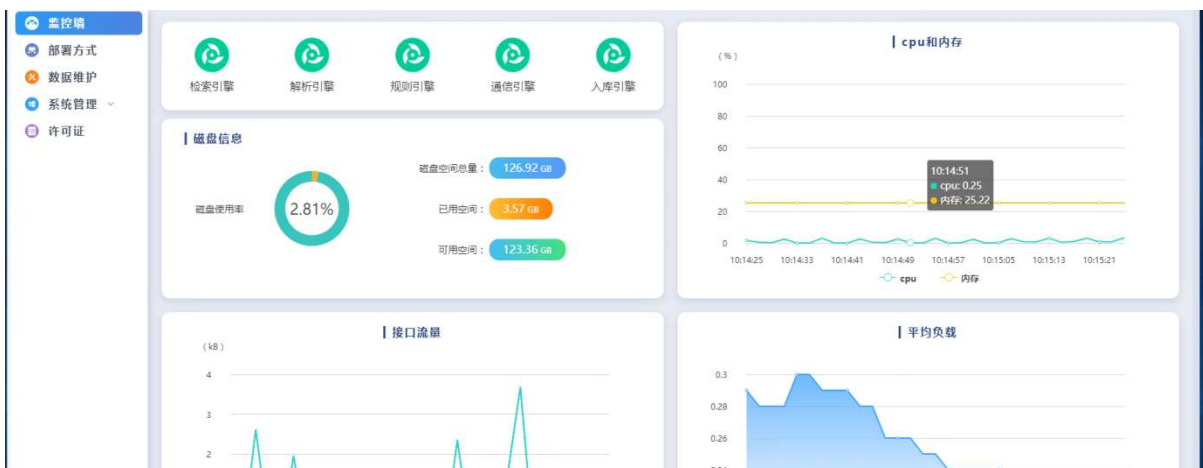 监控墙
部署方式
数据维护
系统管理
许可证
检索引擎
解析引擎
规则引擎
通信引擎
入库引擎
磁盘信息
磁盘使用率
2.81%
磁盘空间总量： 126.92 GB
已用空间： 3.57 GB
可用空间： 123.36 GB
cpu和内存
（%）
100
80
60
40
20
0
10:14:51
cpu: 0.25
内存: 25.22
10:14:25 10:14:33 10:14:41 10:14:49 10:14:57 10:15:05 10:15:13 10:15:21
cpu 内存
接口流量
（kB）
4
3
2
平均负载
0.3
0.28
0.26